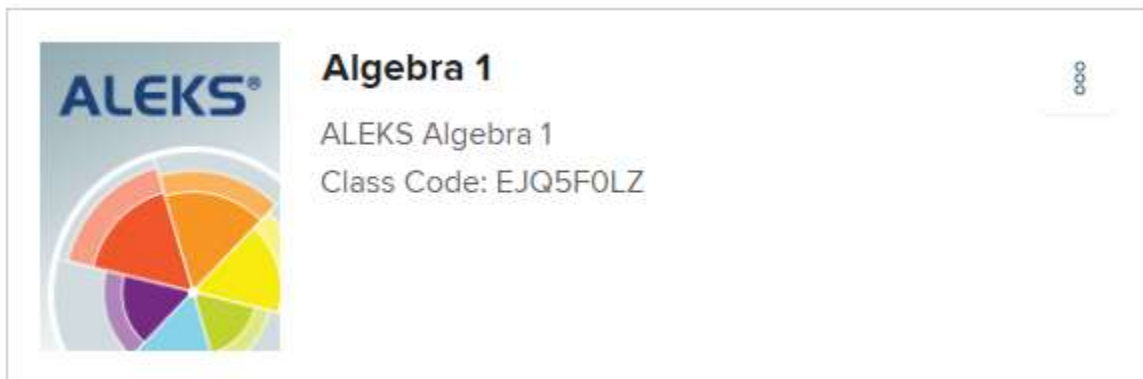 ALEKS®
Algebra 1
ALEKS Algebra 1
Class Code: EJQ5F0LZ